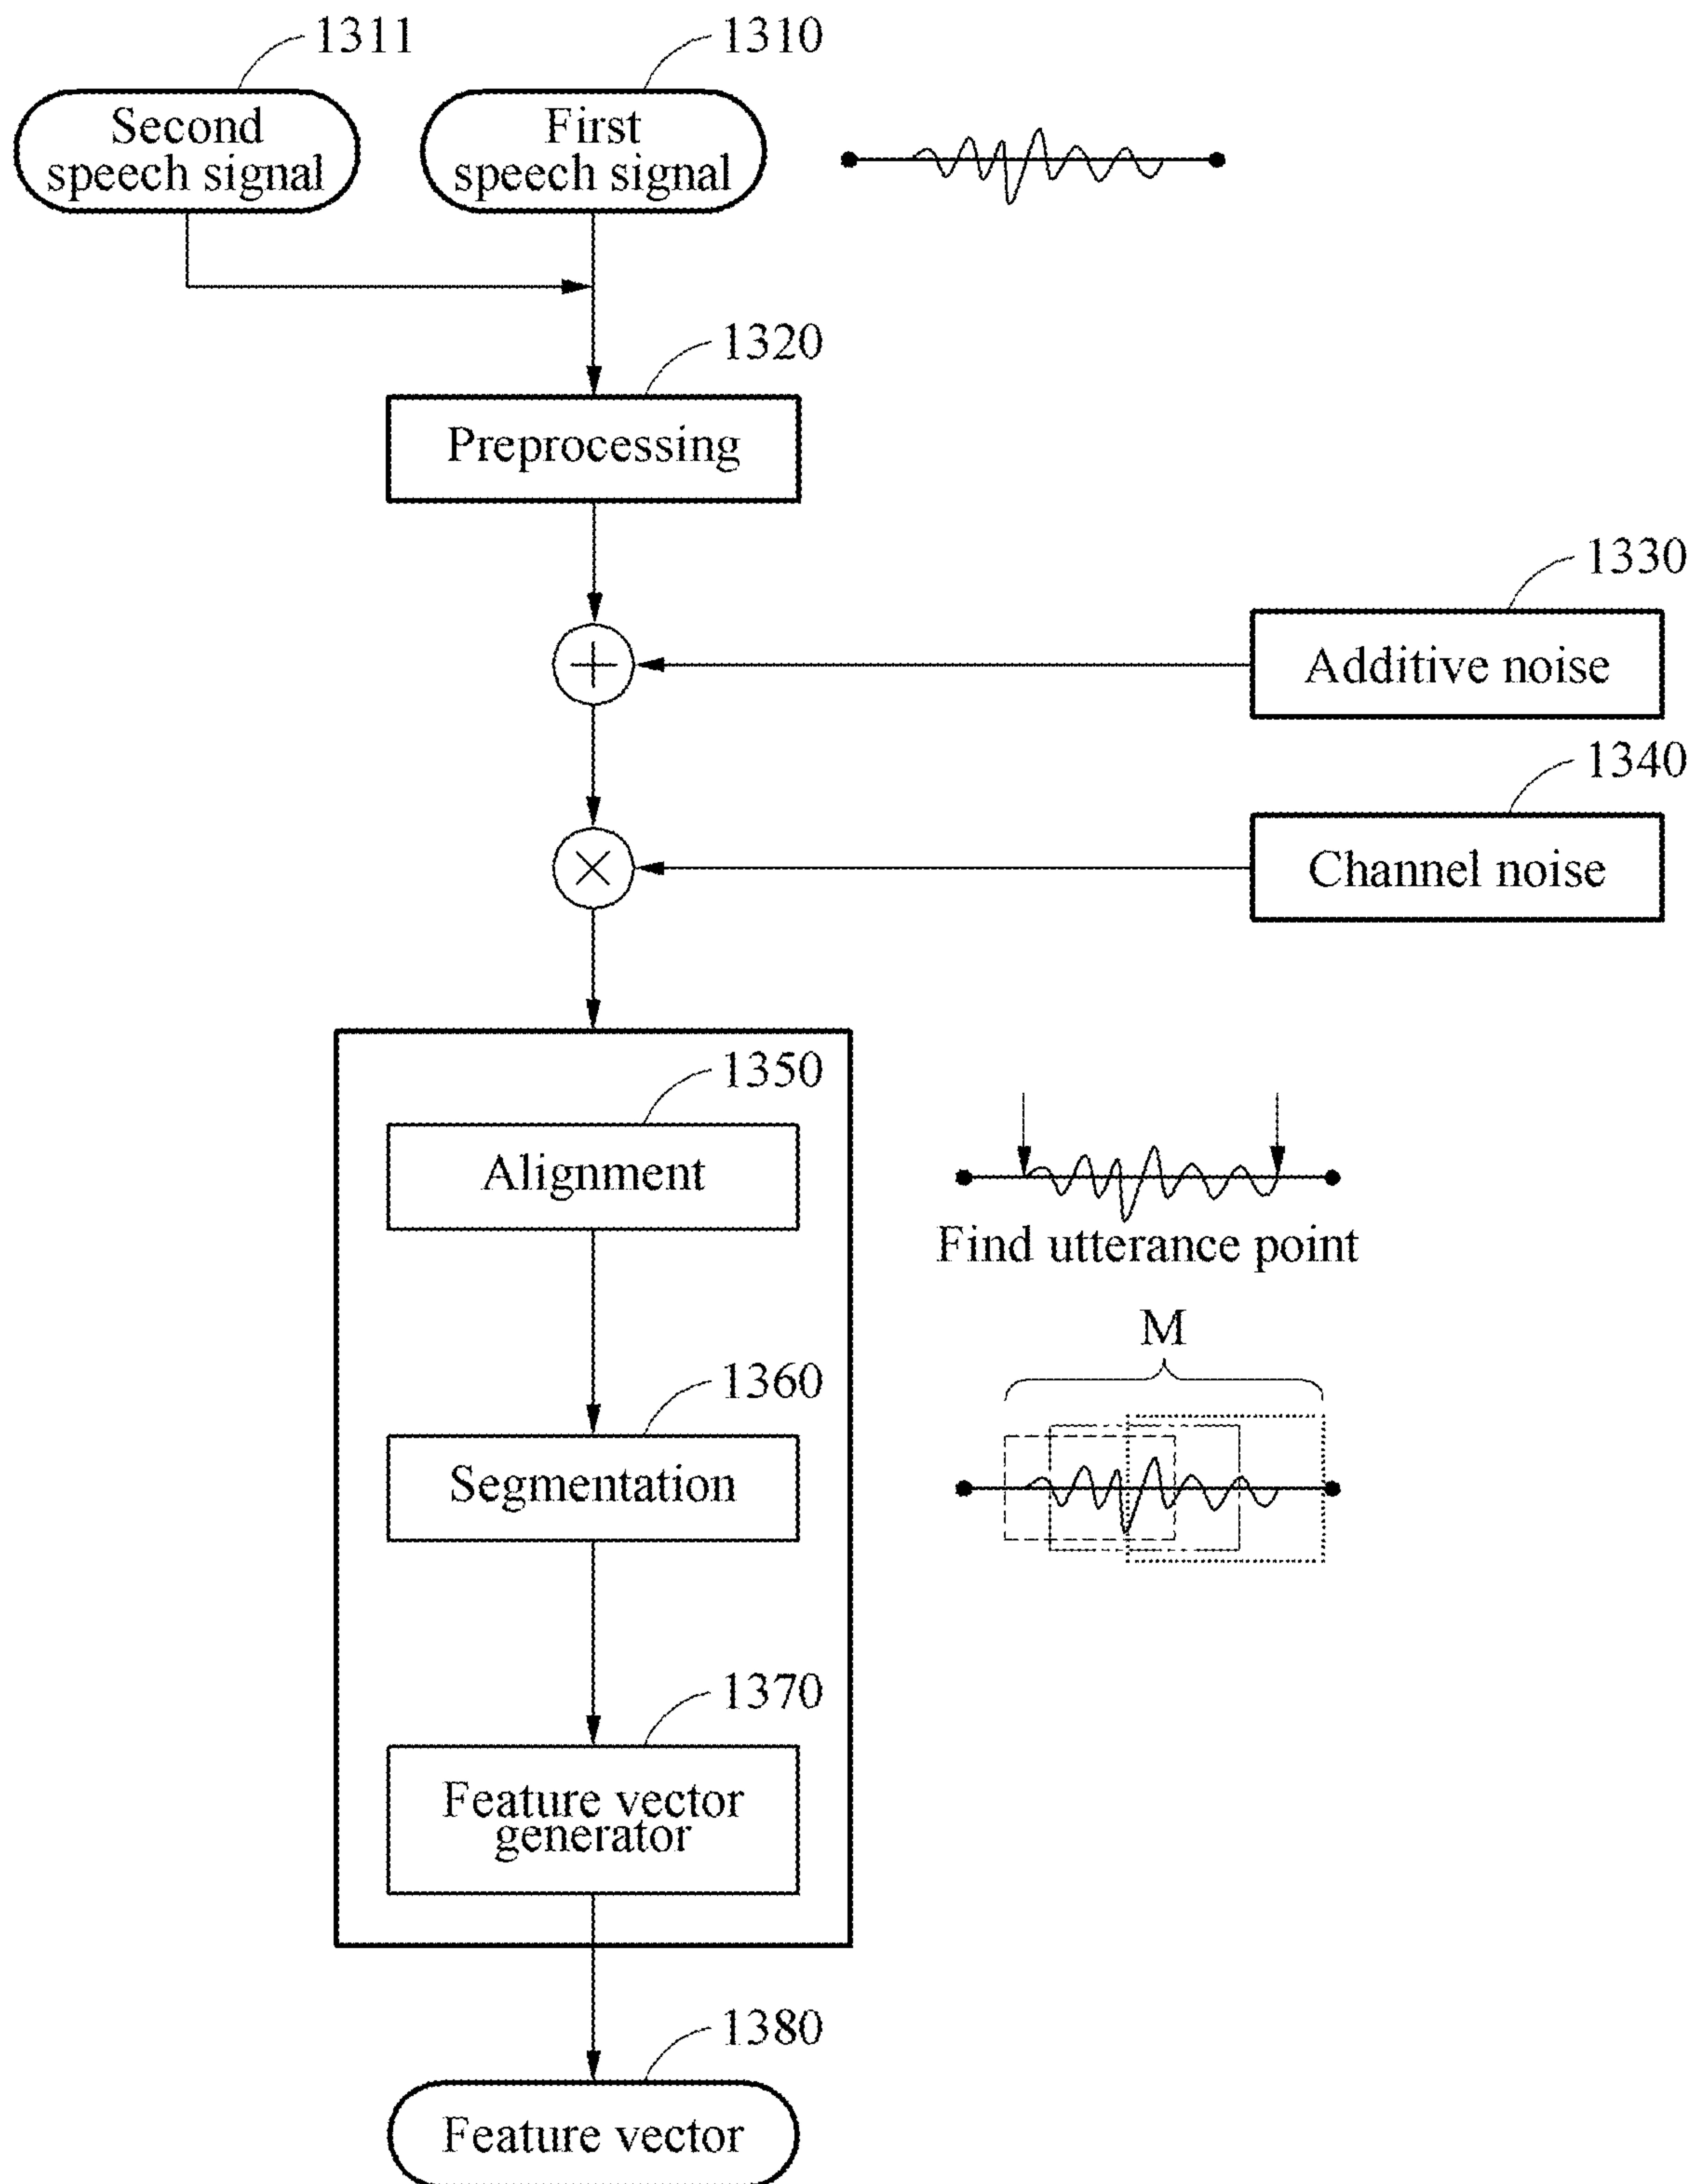 1311
1310
Second
speech signal
First
speech signal
1320
Preprocessing
1330
Additive noise
1340
Channel noise
1350
Alignment
Find utterance point
M
1360
Segmentation
1370
Feature vector
generator
1380
Feature vector